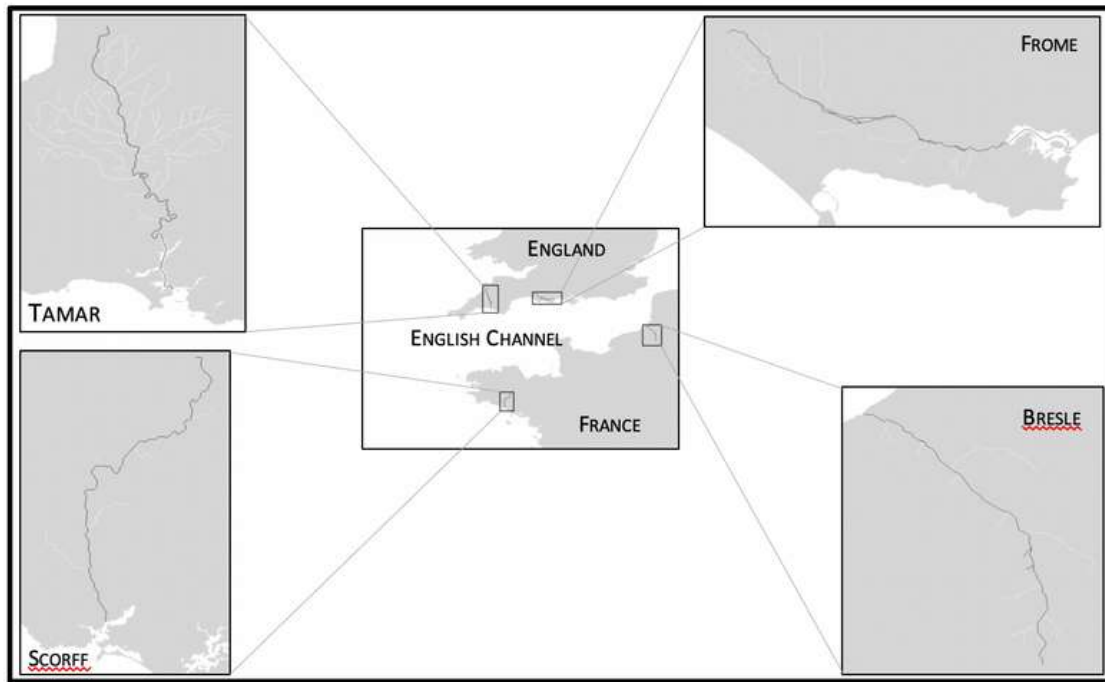 FROME
TAMAR
ENGLAND
ENGLISH CHANNEL
FRANCE
SCORFF
BRESLE